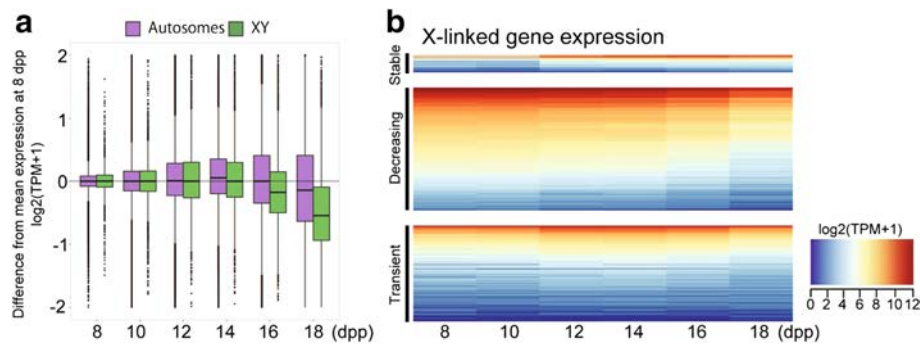 a
Autosomes XY
Difference from mean expression at 8 dpp
log2(TPM+1)
2
1
0
-1
-2
8 10 12 14 16 18 (dpp)
b
X-linked gene expression
Stable
Decreasing
Transient
8 10 12 14 16 18 (dpp)
log2(TPM+1)
0 2 4 6 8 10 12